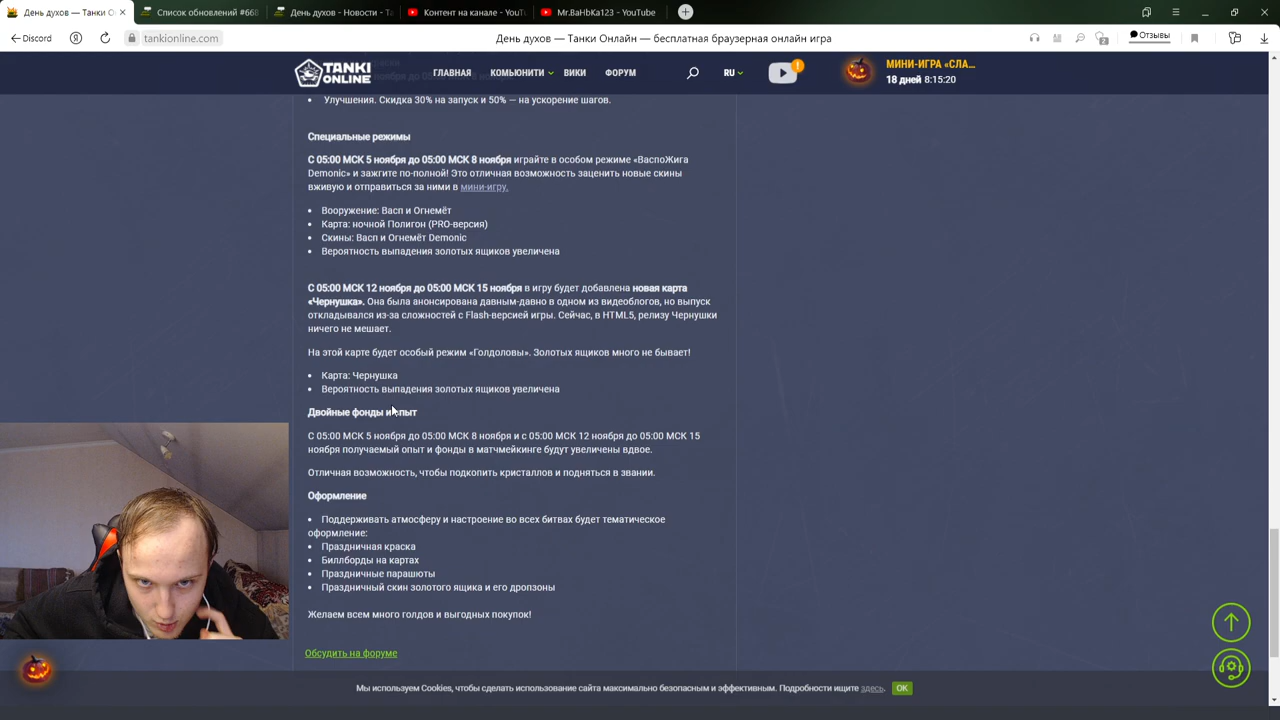 День духов — Танки О
Список обновлений #668
День духов - Новости - Т
Контент на канале - YouT
Mr.BaHbKa123 - YouTube
Discord
tankionline.com
День духов — Танки Онлайн — бесплатная браузерная онлайн игра
2
Отзывы
TANKI ONLINE
ГЛАВНАЯ
КОМЬЮНИТИ
ВИКИ
ФОРУМ
RU
МИНИ-ИГРА «СЛА...
18 дней 8:15:20
Улучшения. Скидка 30% на запуск и 50% — на ускорение шагов.
Специальные режимы
С 05:00 МСК 5 ноября до 05:00 МСК 8 ноября играйте в особом режиме «ВаспоЖига
Demonic» и зажгите по-полной! Это отличная возможность заценить новые скины
вживую и отправиться за ними в мини-игру.
Вооружение: Васп и Огнемёт
Карта: ночной Полигон (PRO-версия)
Скины: Васп и Огнемёт Demonic
Вероятность выпадения золотых ящиков увеличена
С 05:00 МСК 12 ноября до 05:00 МСК 15 ноября в игру будет добавлена новая карта
«Чернушка». Она была анонсирована давным-давно в одном из видеоблогов, но выпуск
откладывался из-за сложностей с Flash-версией игры. Сейчас, в HTML5, релизу Чернушки
ничего не мешает.
На этой карте будет особый режим «Голдоловы». Золотых ящиков много не бывает!
Карта: Чернушка
Вероятность выпадения золотых ящиков увеличена
Двойные фонды и опыт
С 05:00 МСК 5 ноября до 05:00 МСК 8 ноября и с 05:00 МСК 12 ноября до 05:00 МСК 15
ноября получаемый опыт и фонды в матчмейкинге будут увеличены вдвое.
Отличная возможность, чтобы подкопить кристаллов и подняться в звании.
Оформление
Поддерживать атмосферу и настроение во всех битвах будет тематическое
оформление:
Праздничная краска
Биллборды на картах
Праздничные парашюты
Праздничный скин золотого ящика и его дропзоны
Желаем всем много голдов и выгодных покупок!
Обсудить на форуме
Мы используем Cookies, чтобы сделать использование сайта максимально безопасным и эффективным. Подробности ищите здесь.
OK